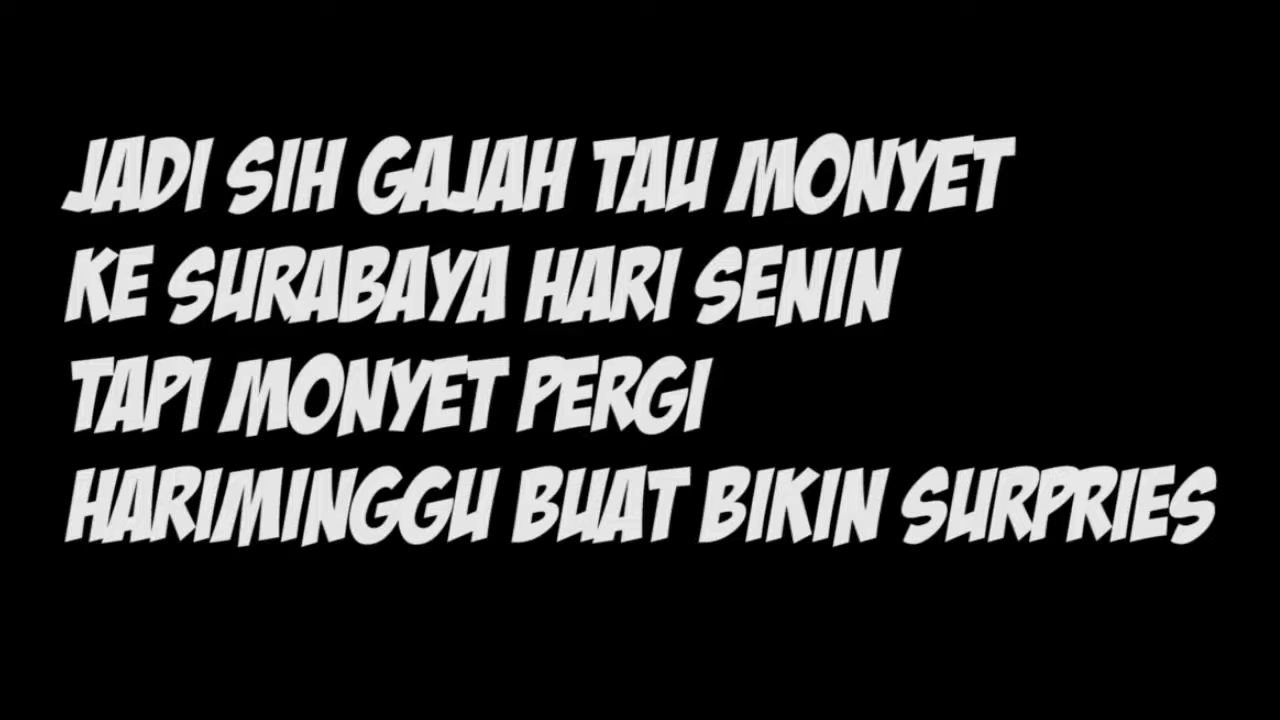 JADI SIH GAJAH TAU MONYET
KE SURABAYA HARI SENIN
TAPI MONYET PERGI
HARIMINGGU BUAT BIKIN SURPRIES